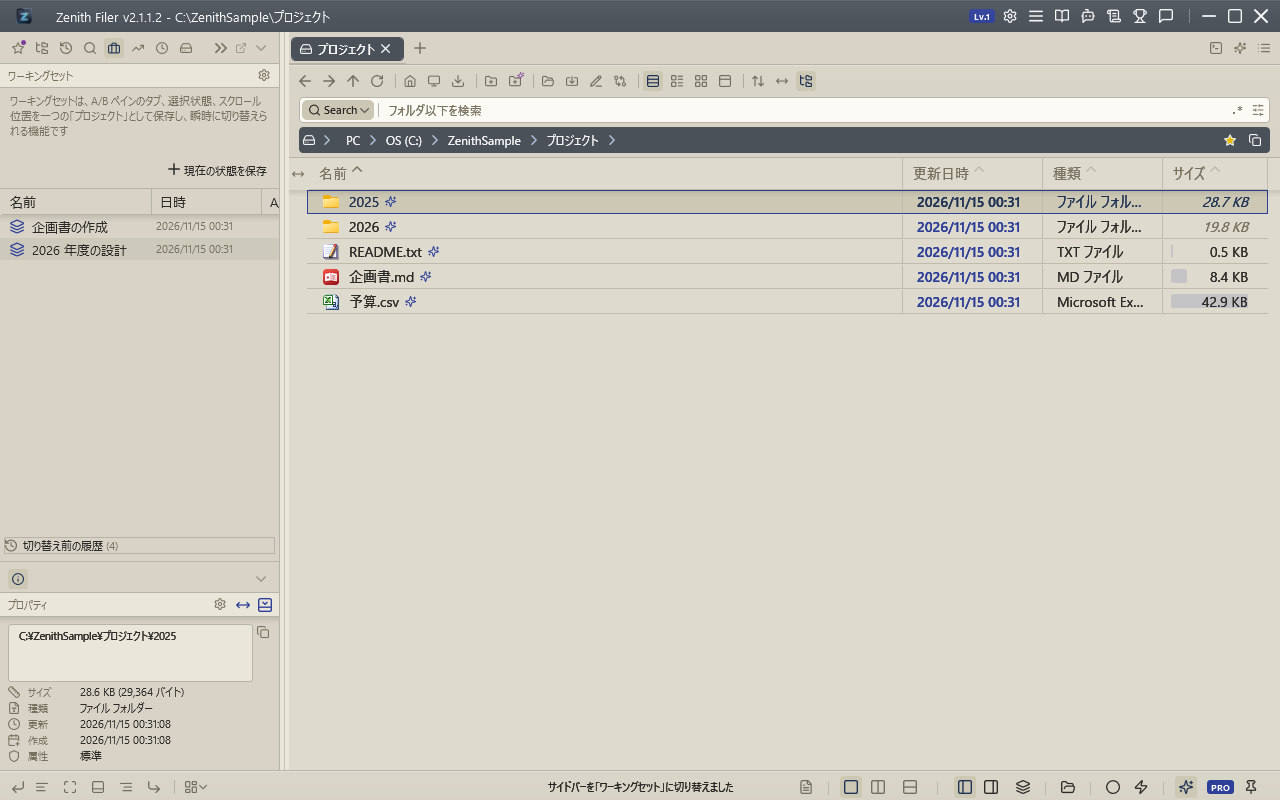 Zenith Filer v2.1.1.2 - C:\ZenithSample\プロジェクト
Lv.1
プロジェクト
ワーキングセット
ワーキングセットは、A/B ペインのタブ、選択状態、スクロール
位置を一つの「プロジェクト」として保存し、瞬時に切り替えら
れる機能です
現在の状態を保存
名前 日時 A
企画書の作成 2026/11/15 00:31
2026 年度の設計 2026/11/15 00:31
切り替え前の履歴 (4)
プロパティ
C:¥ZenithSample¥プロジェクト¥2025
サイズ 28.6 KB (29,364 バイト)
種類 ファイル フォルダー
更新 2026/11/15 00:31:08
作成 2026/11/15 00:31:08
属性 標準
Search フォルダ以下を検索 .*
PC OS (C:) ZenithSample プロジェクト
名前 更新日時 種類 サイズ
2025 2026/11/15 00:31 ファイル フォル... 28.7 KB
2026 2026/11/15 00:31 ファイル フォル... 19.8 KB
README.txt 2026/11/15 00:31 TXT ファイル 0.5 KB
企画書.md 2026/11/15 00:31 MD ファイル 8.4 KB
予算.csv 2026/11/15 00:31 Microsoft Ex... 42.9 KB
サイドバーを「ワーキングセット」に切り替えました
PRO